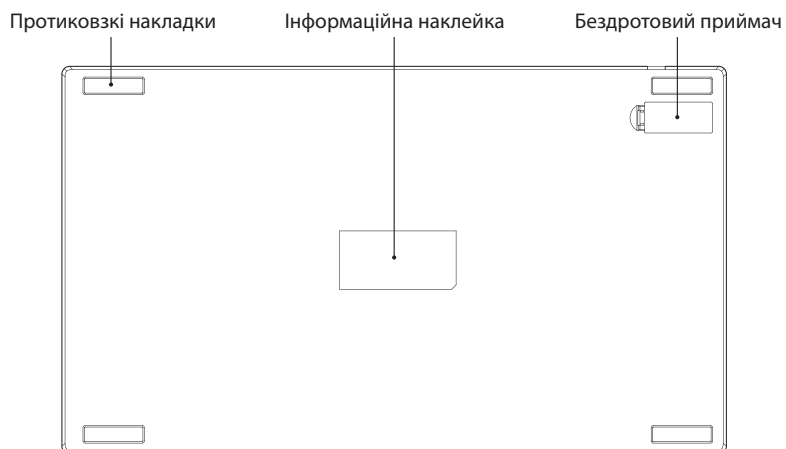 Протиковзкі накладки
Інформаційна наклейка
Бездротовий приймач